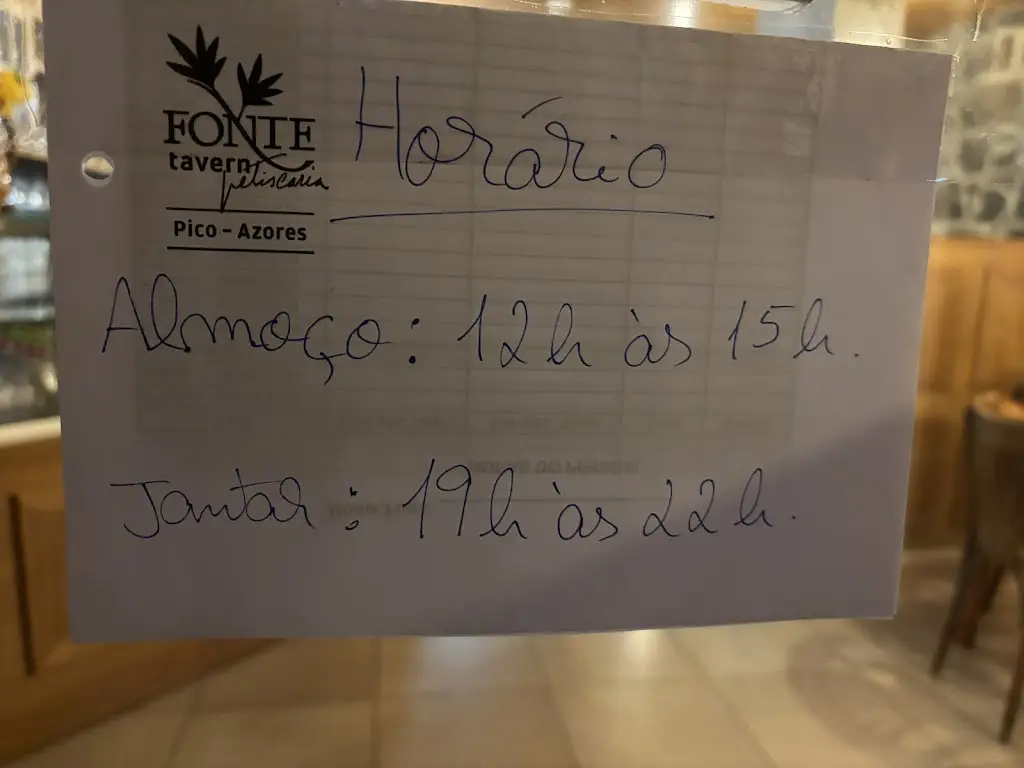 FONTE
tavern
petiscaria
Pico - Azores
Horário
Almoço: 12h às 15h.
Jantar: 19h às 22h.